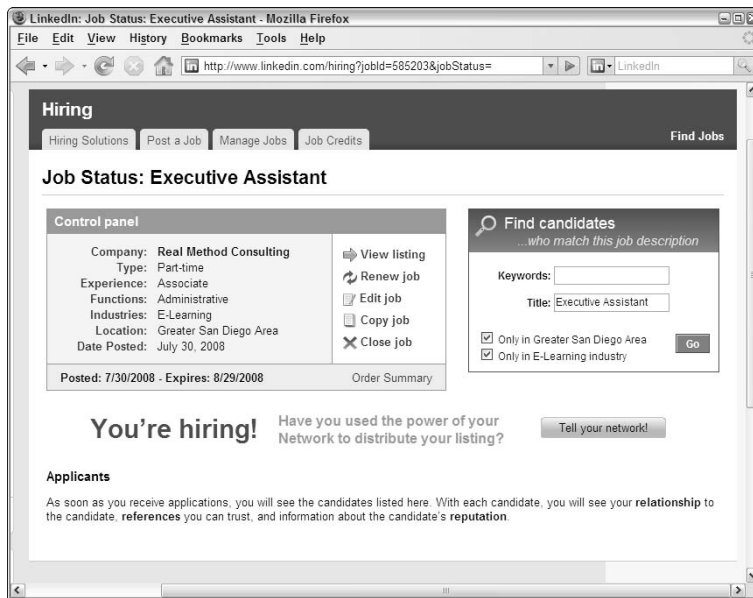 LinkedIn: Job Status: Executive Assistant - Mozilla Firefox
File Edit View History Bookmarks Tools Help
http://www.linkedin.com/hiring?jobId=585203&jobStatus=
LinkedIn
Hiring
Hiring Solutions Post a Job Manage Jobs Job Credits
Find Jobs
Job Status: Executive Assistant
Control panel
Company: Real Method Consulting
Type: Part-time
Experience: Associate
Functions: Administrative
Industries: E-Learning
Location: Greater San Diego Area
Date Posted: July 30, 2008
View listing
Renew job
Edit job
Copy job
Close job
Posted: 7/30/2008 - Expires: 8/29/2008
Order Summary
Find candidates
...who match this job description
Keywords:
Title: Executive Assistant
Only in Greater San Diego Area
Only in E-Learning industry
Go
You're hiring!
Have you used the power of your
Network to distribute your listing?
Tell your network!
Applicants
As soon as you receive applications, you will see the candidates listed here. With each candidate, you will see your relationship to
the candidate, references you can trust, and information about the candidate's reputation.